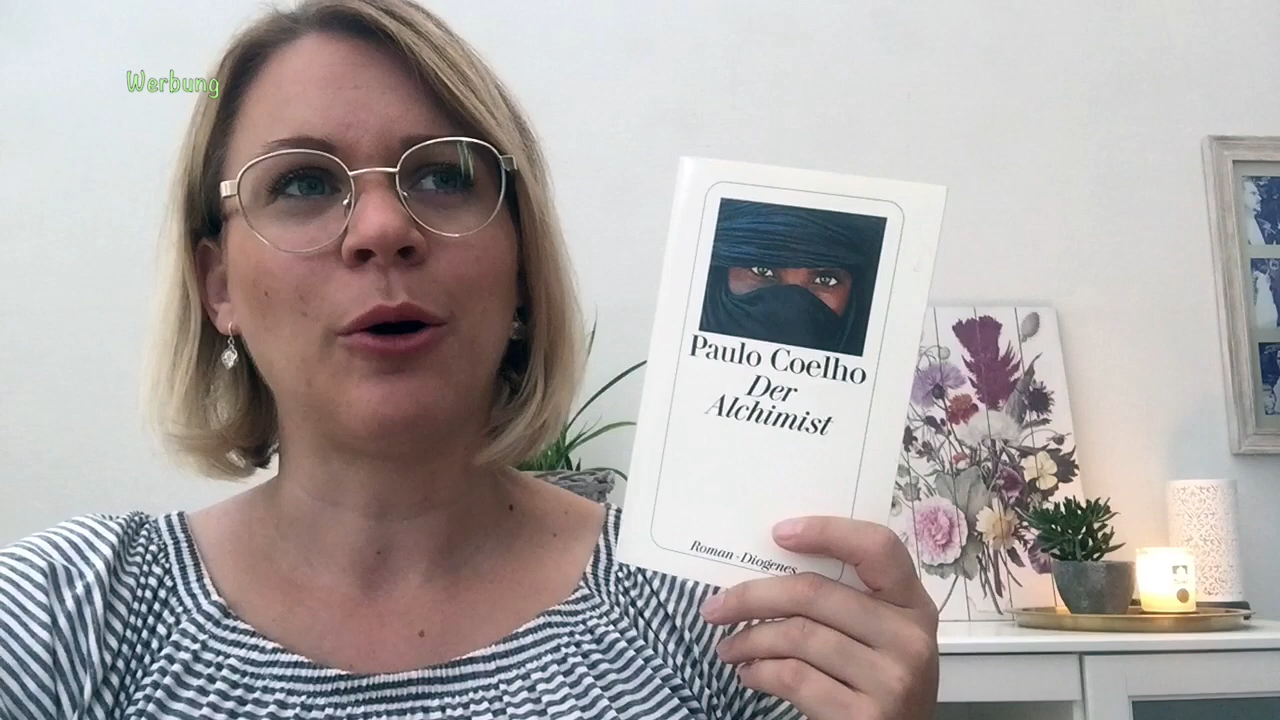 Werbung
Paulo Coelho
Der
Alchimist
Roman · Diogenes